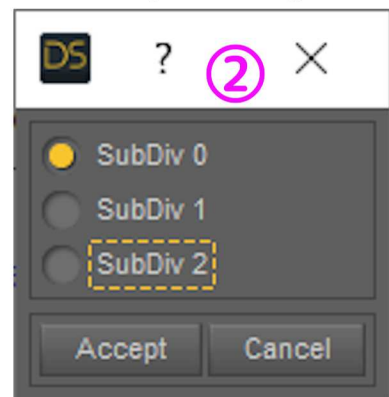 DS ? ②
SubDiv 0
SubDiv 1
SubDiv 2
Accept Cancel